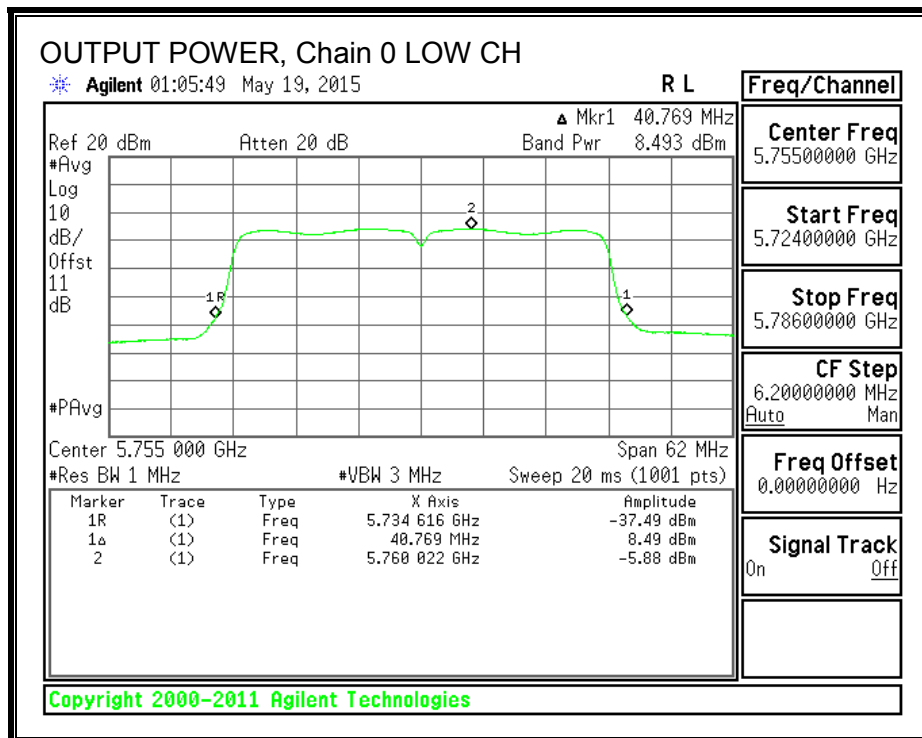 OUTPUT POWER, Chain 0 LOW CH
Agilent 01:05:49 May 19, 2015 R L
Freq/Channel
Δ Mkr1 40.769 MHz
Ref 20 dBm Atten 20 dB Band Pwr 8.493 dBm
#Avg
Log
10
dB/
Offst
11
dB
#PAvg
2
1R
1
Center 5.755 000 GHz Span 62 MHz
#Res BW 1 MHz #VBW 3 MHz Sweep 20 ms (1001 pts)
Marker Trace Type X Axis Amplitude
1R (1) Freq 5.734 616 GHz -37.49 dBm
1Δ (1) Freq 40.769 MHz 8.49 dBm
2 (1) Freq 5.760 022 GHz -5.88 dBm
Center Freq
5.75500000 GHz
Start Freq
5.72400000 GHz
Stop Freq
5.78600000 GHz
CF Step
6.20000000 MHz
Auto Man
Freq Offset
0.00000000 Hz
Signal Track
On Off
Copyright 2000-2011 Agilent Technologies